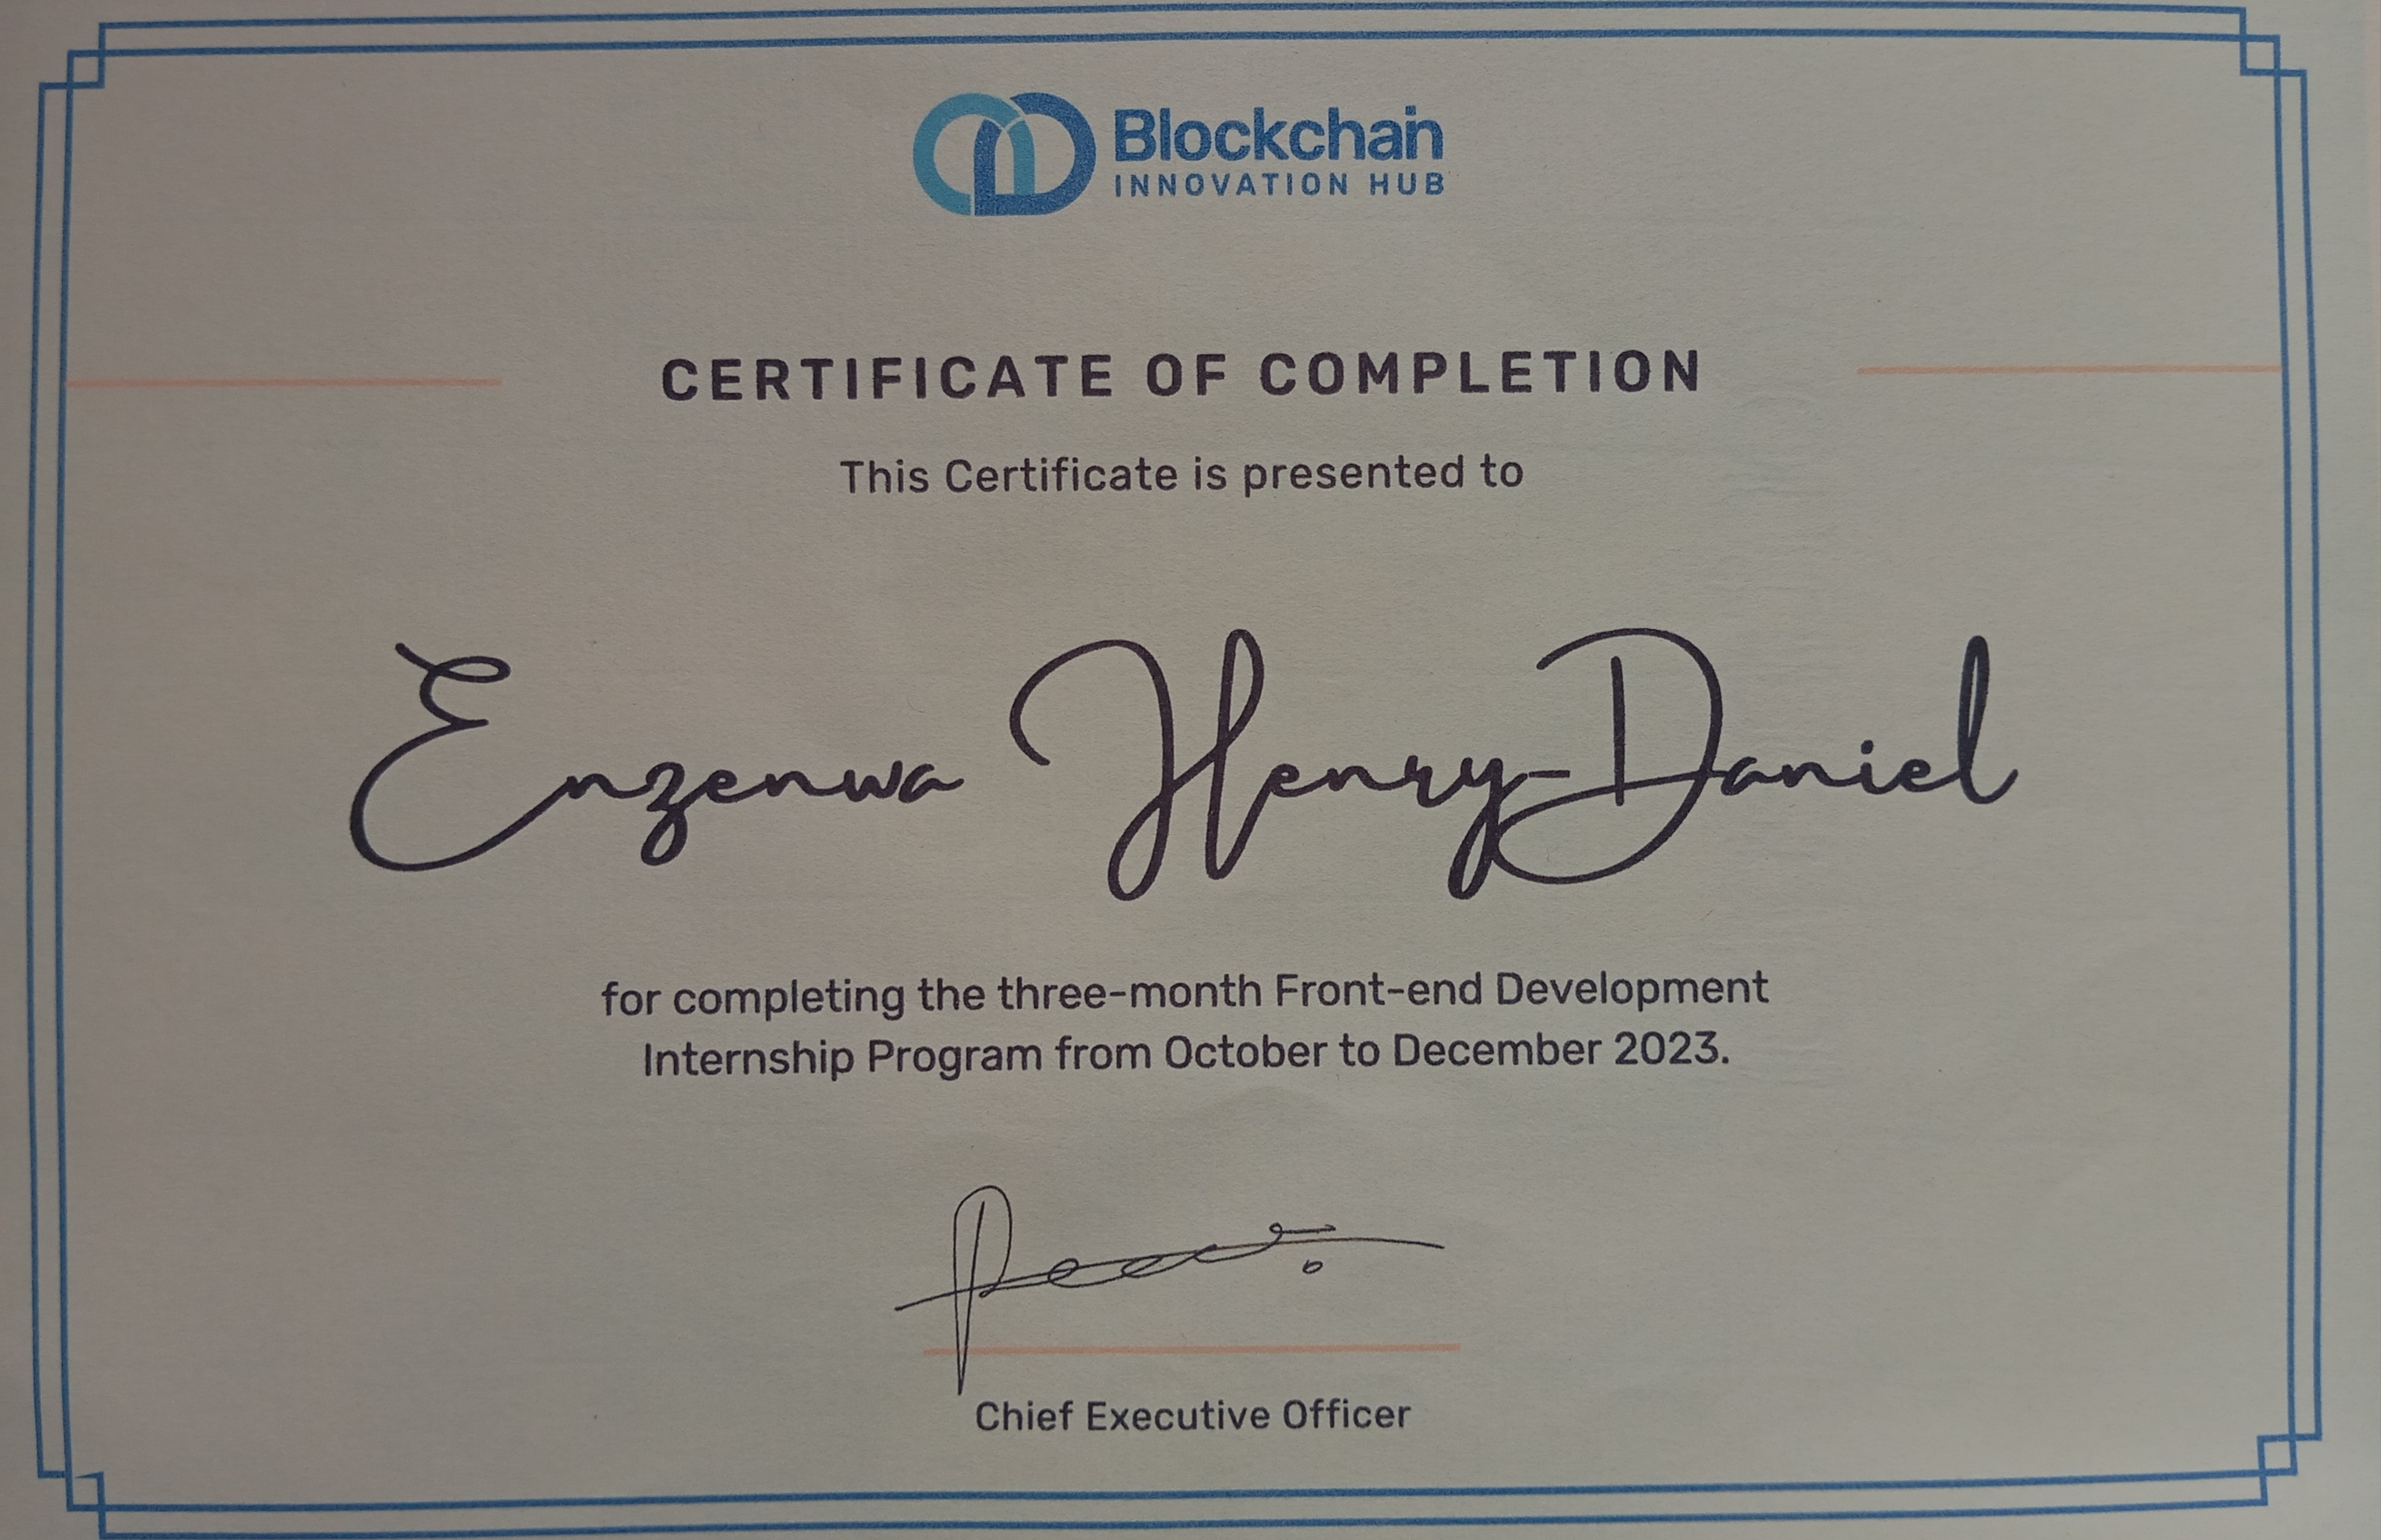 Blockchain
INNOVATION HUB
CERTIFICATE OF COMPLETION
This Certificate is presented to
Enzenwa Henry-Daniel
for completing the three-month Front-end Development
Internship Program from October to December 2023.
Chief Executive Officer